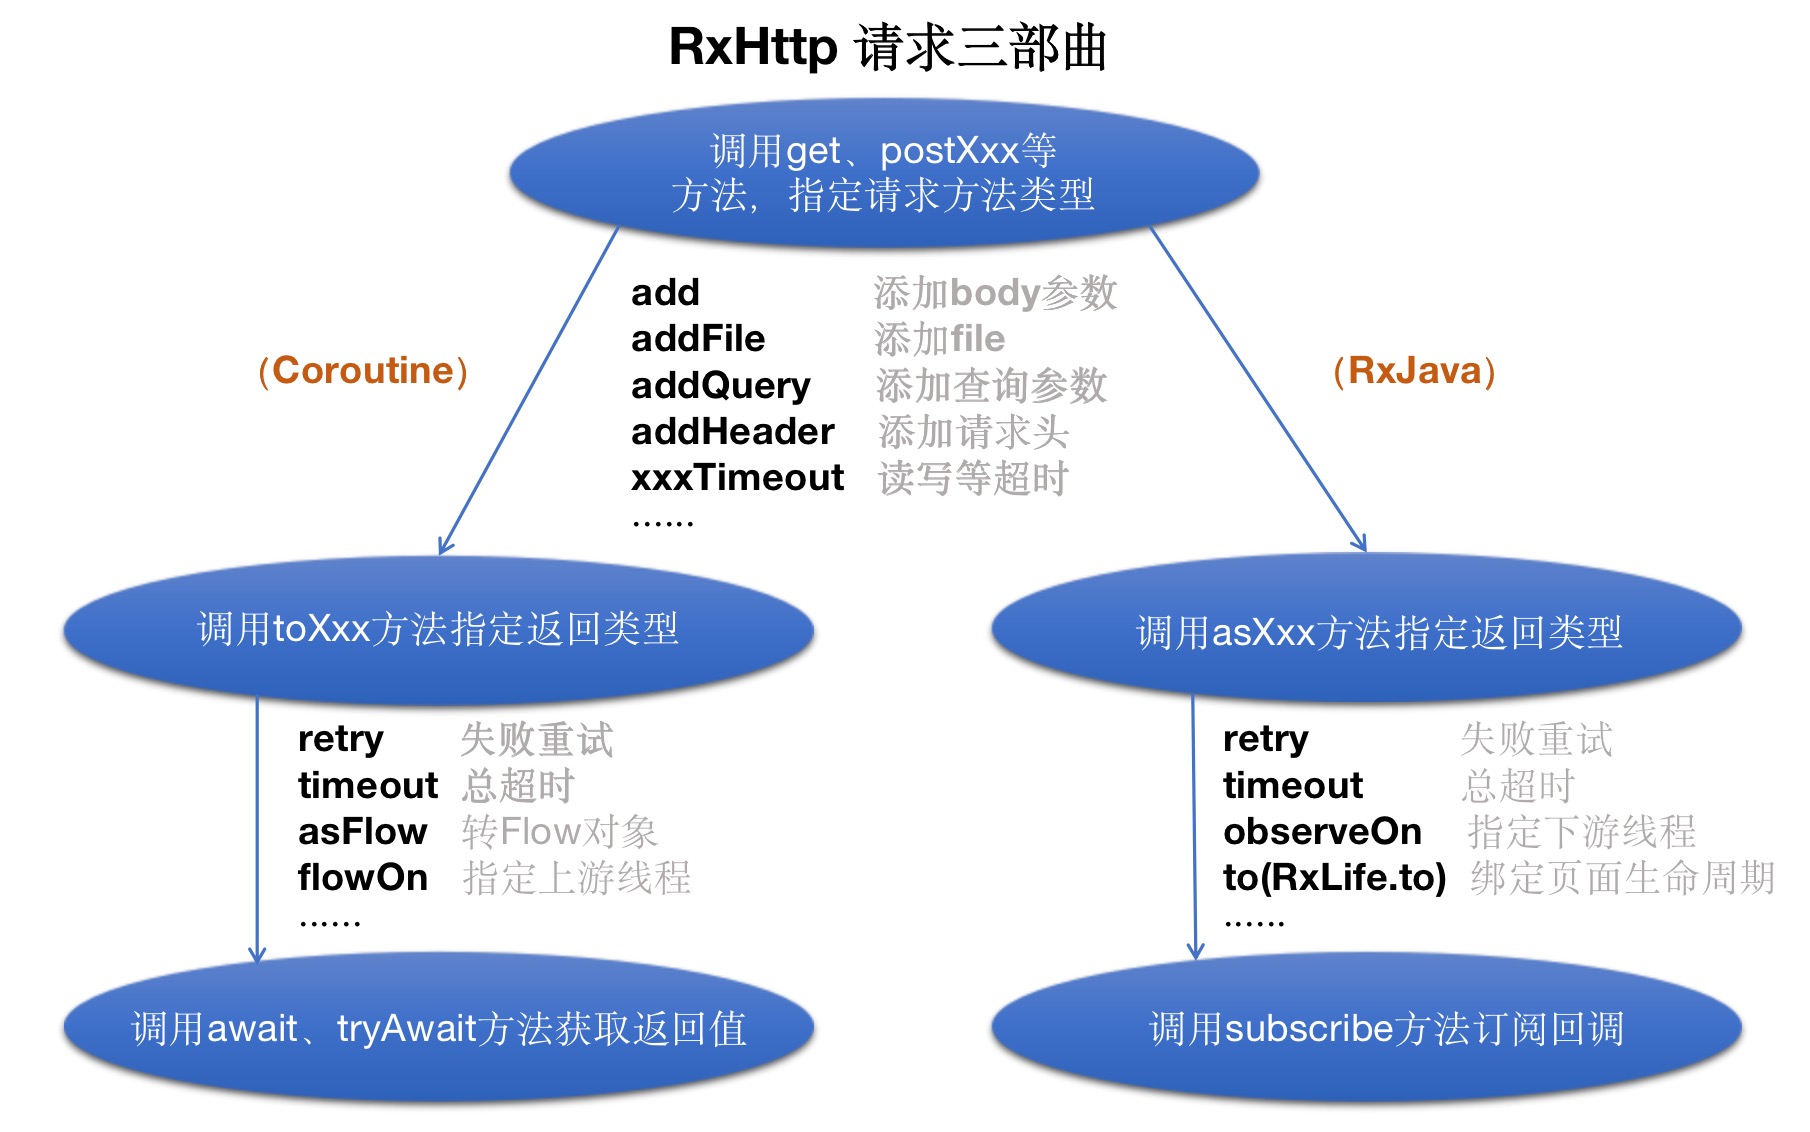 RxHttp 请求三部曲
调用get、postXxx等
方法，指定请求方法类型
add 添加body参数
addFile 添加file
addQuery 添加查询参数
addHeader 添加请求头
xxxTimeout 读写等超时
······
（Coroutine）
（RxJava）
调用toXxx方法指定返回类型
调用asXxx方法指定返回类型
retry 失败重试
timeout 总超时
asFlow 转Flow对象
flowOn 指定上游线程
······
retry 失败重试
timeout 总超时
observeOn 指定下游线程
to(RxLife.to) 绑定页面生命周期
······
调用await、tryAwait方法获取返回值
调用subscribe方法订阅回调